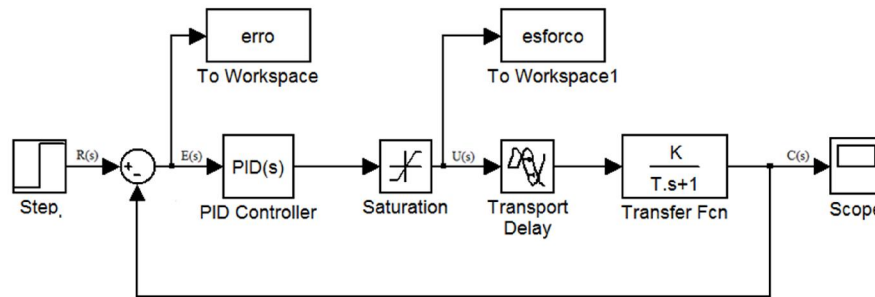 erro
To Workspace
esforco
To Workspace1
R(s)
+
−
E(s)
PID(s)
U(s)
K
T.s+1
C(s)
Step,
PID Controller
Saturation
Transport
Delay
Transfer Fcn
Scope